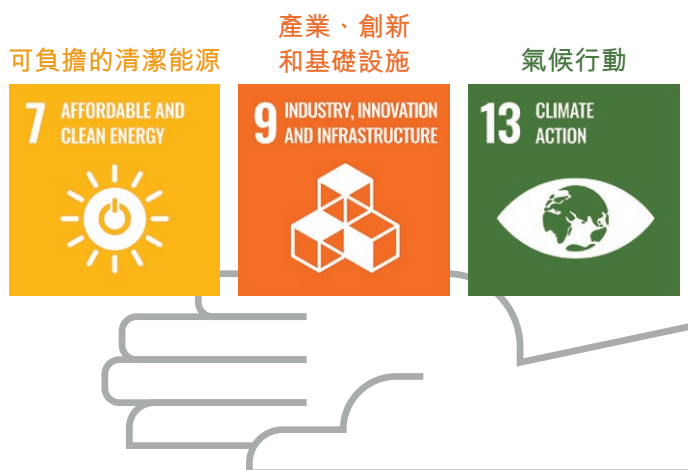 可負擔的清潔能源
產業、創新
和基礎設施
氣候行動
7 AFFORDABLE AND
CLEAN ENERGY
9 INDUSTRY, INNOVATION
AND INFRASTRUCTURE
13 CLIMATE
ACTION